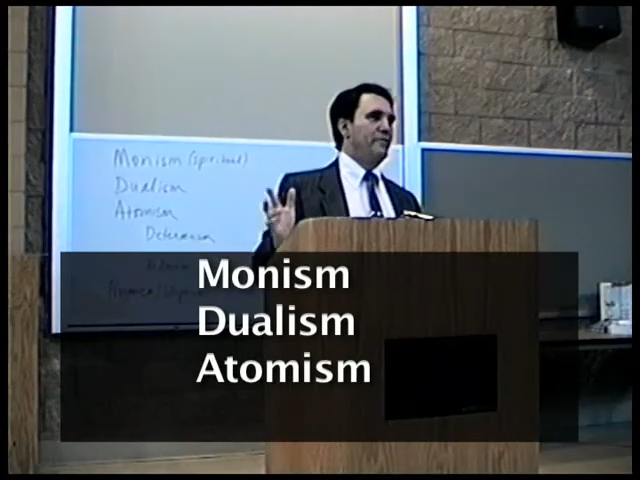 Monism (spiritual)
Dualism
Atomism
Determinism
Monism
Dualism
Atomism